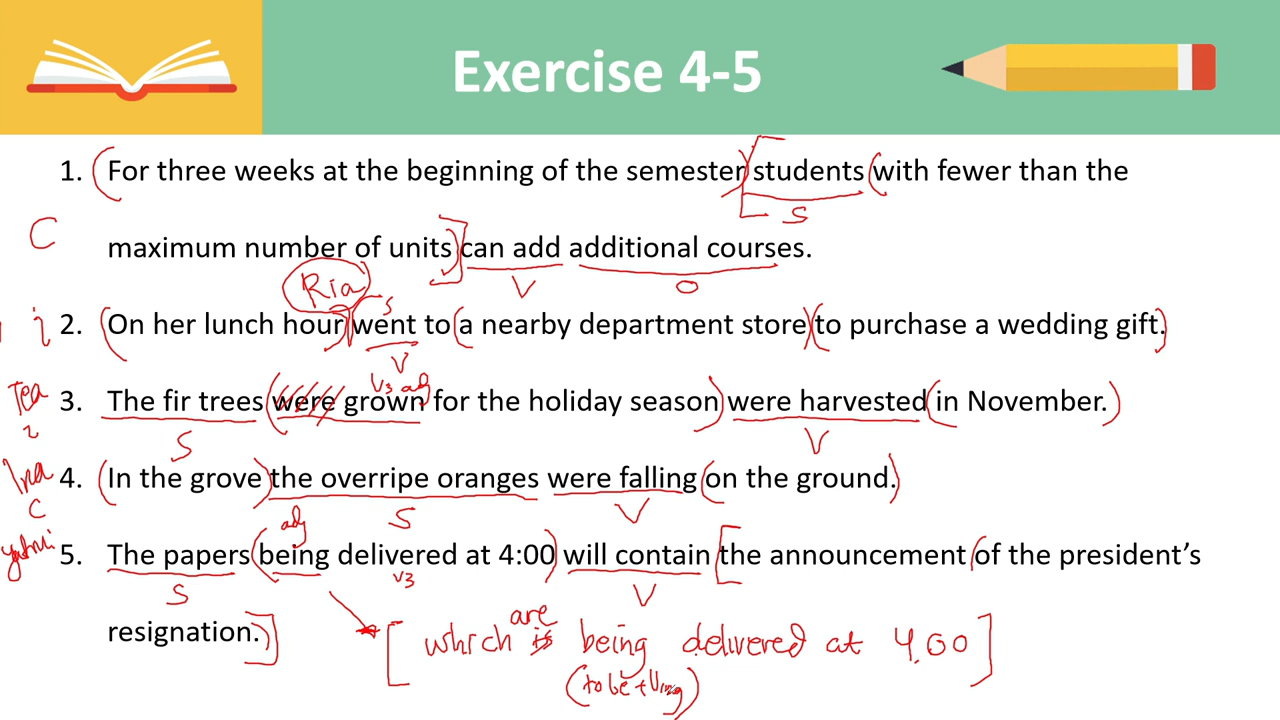 Exercise 4-5
1. For three weeks at the beginning of the semester students with fewer than the
S
C
maximum number of units can add additional courses.
Ria
V
O
S
i
2. On her lunch hour went to a nearby department store to purchase a wedding gift.
V
V3 adj
Tea
3. The fir trees were grown for the holiday season were harvested in November.
i
S
V
Ina
4. In the grove the overripe oranges were falling on the ground.
C
adj
S
V
5. The papers being delivered at 4:00 will contain the announcement of the president's
S
V3
V
resignation.
are
[ which is being delivered at 4.00 ]
(to be + Ving)